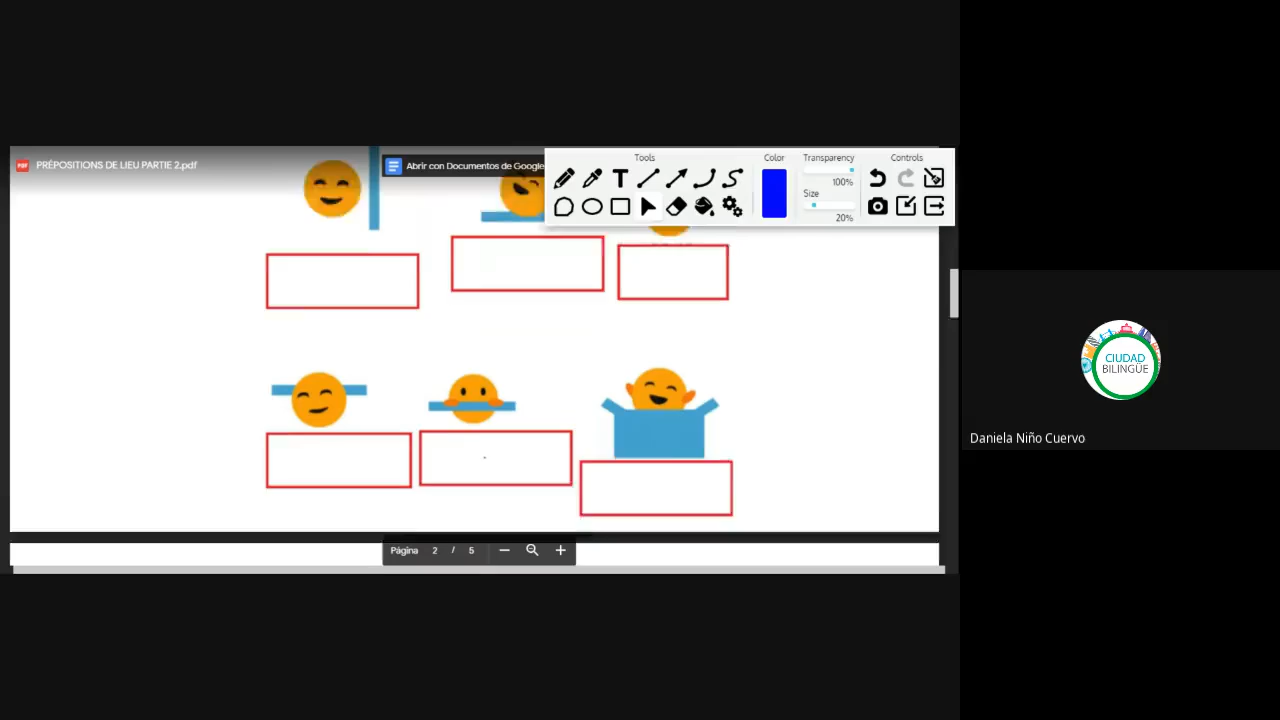 PDF
PRÉPOSITIONS DE LIEU PARTIE 2.pdf
Abrir con Documentos de Google
Tools
Color
Transparency
100%
Size
20%
Controls
T
CIUDAD
BILINGÜE
Daniela Niño Cuervo
Página 2 / 5